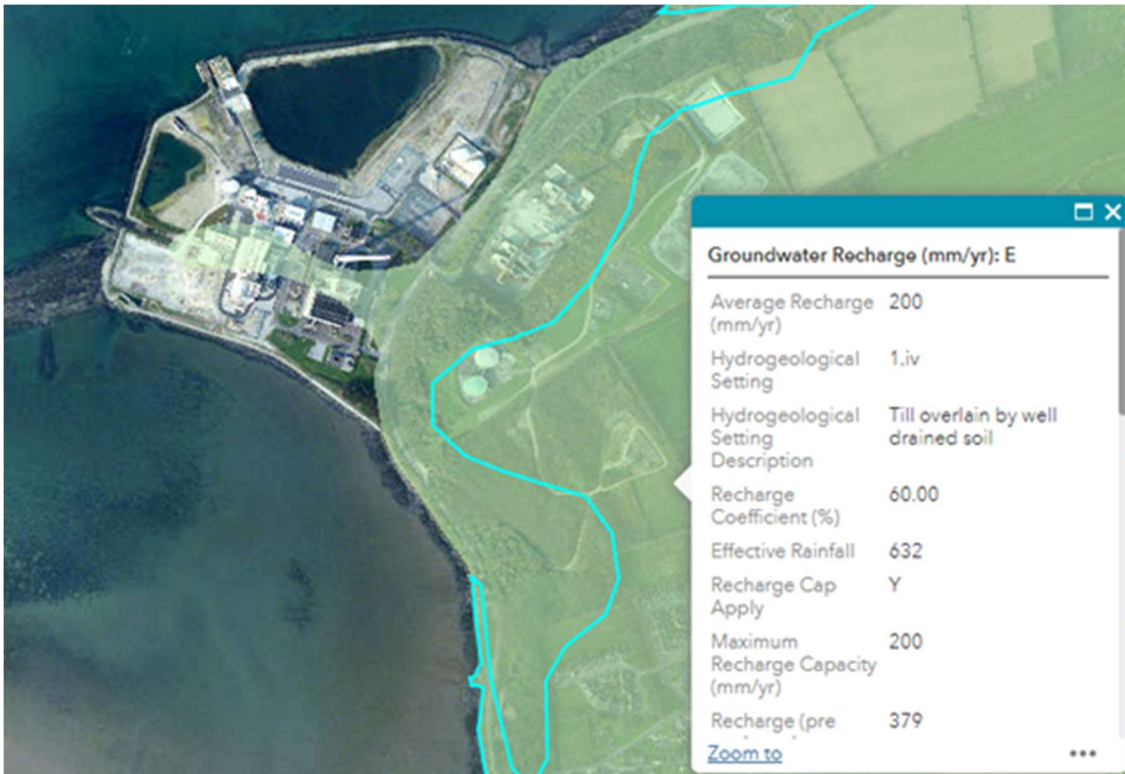 Groundwater Recharge (mm/yr): E
Average Recharge 200
(mm/yr)
Hydrogeological 1.iv
Setting
Hydrogeological Till overlain by well
Setting drained soil
Description
Recharge 60.00
Coefficient (%)
Effective Rainfall 632
Recharge Cap Y
Apply
Maximum 200
Recharge Capacity
(mm/yr)
Recharge (pre 379
Zoom to